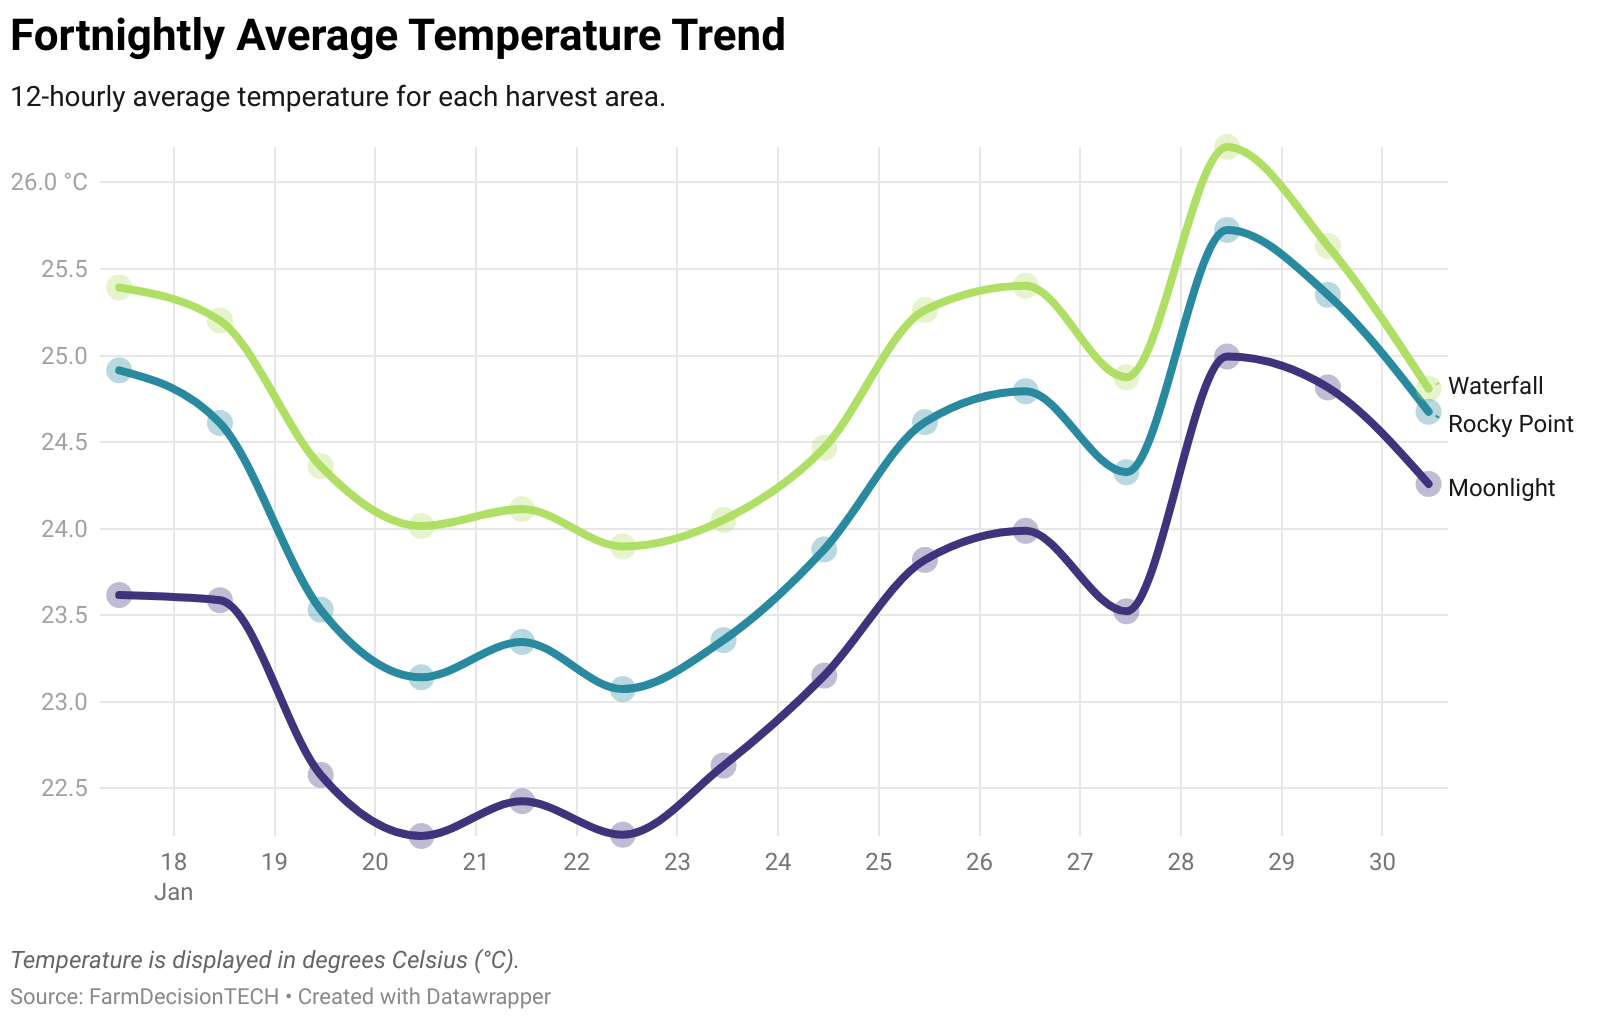 Fortnightly Average Temperature Trend
12-hourly average temperature for each harvest area.
26.0 °C
25.5
25.0
24.5
24.0
23.5
23.0
22.5
Waterfall
Rocky Point
Moonlight
18 19 20 21 22 23 24 25 26 27 28 29 30
Jan
Temperature is displayed in degrees Celsius (°C).
Source: FarmDecisionTECH • Created with Datawrapper